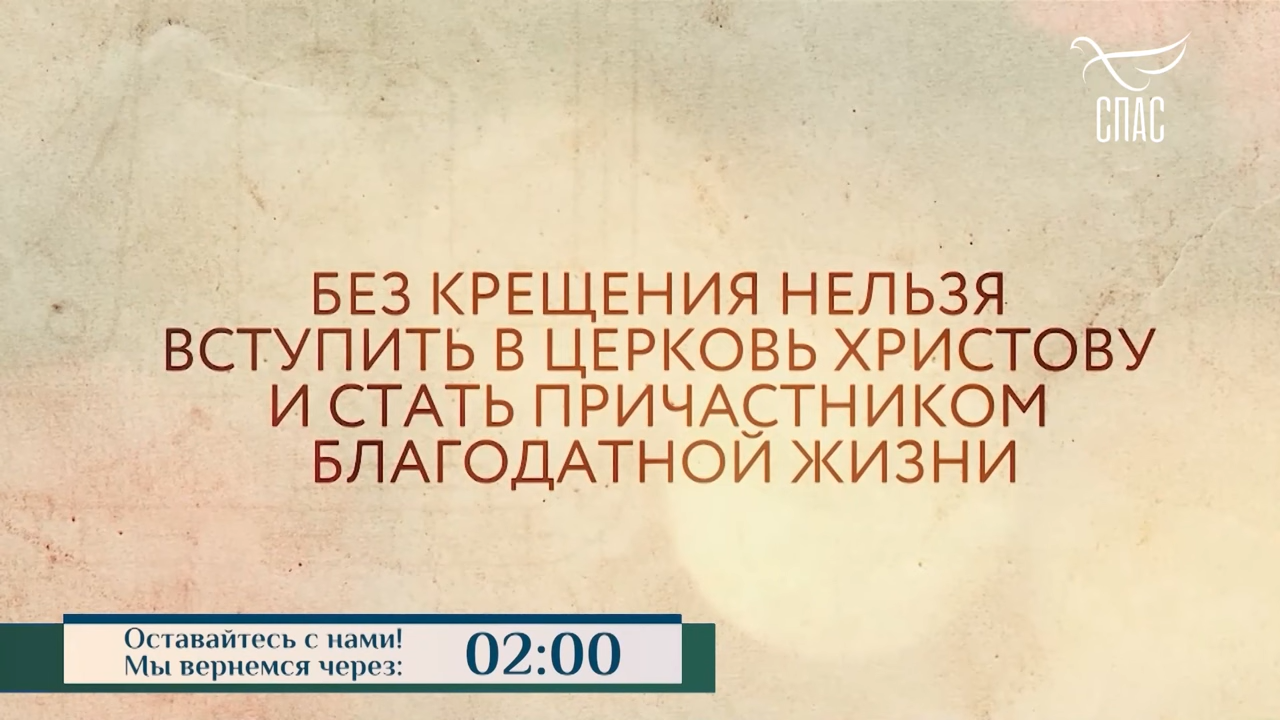 СПАС
БЕЗ КРЕЩЕНИЯ НЕЛЬЗЯ
ВСТУПИТЬ В ЦЕРКОВЬ ХРИСТОВУ
И СТАТЬ ПРИЧАСТНИКОМ
БЛАГОДАТНОЙ ЖИЗНИ
Оставайтесь с нами!
Мы вернемся через:
02:00